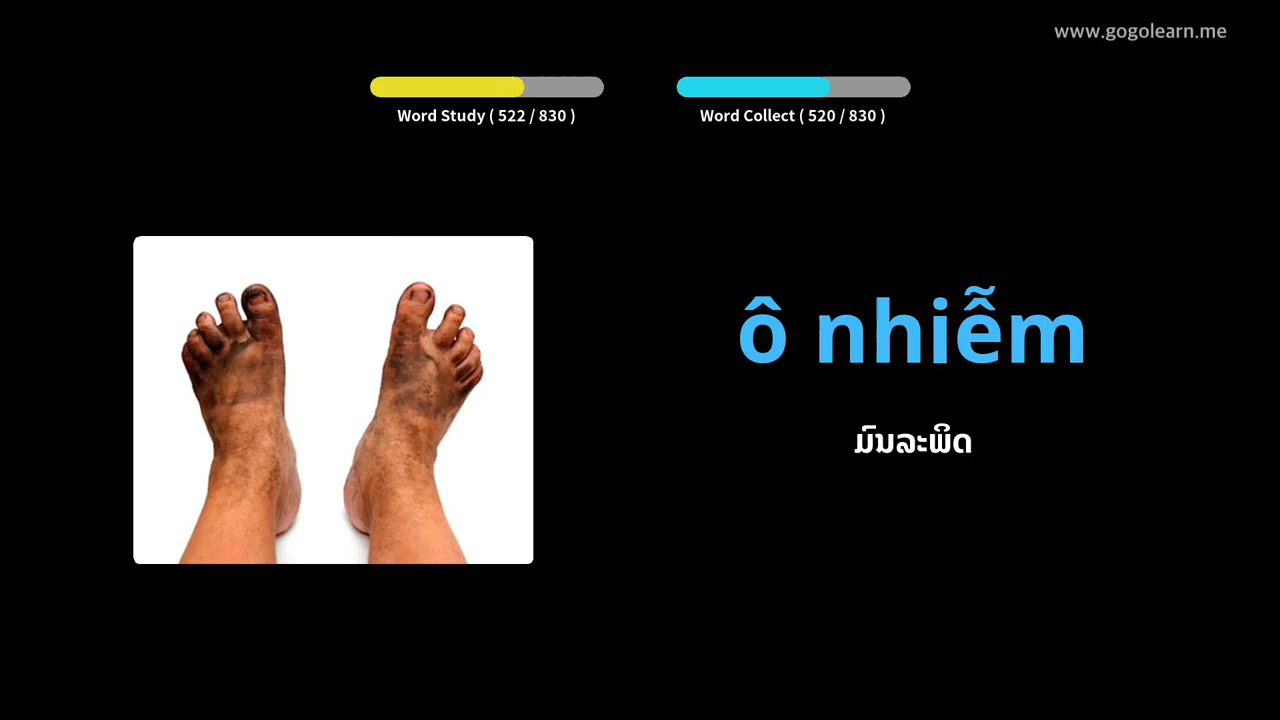 www.gogolearn.me
Word Study ( 522 / 830 )
Word Collect ( 520 / 830 )
ô nhiễm
ມົນລະພິດ